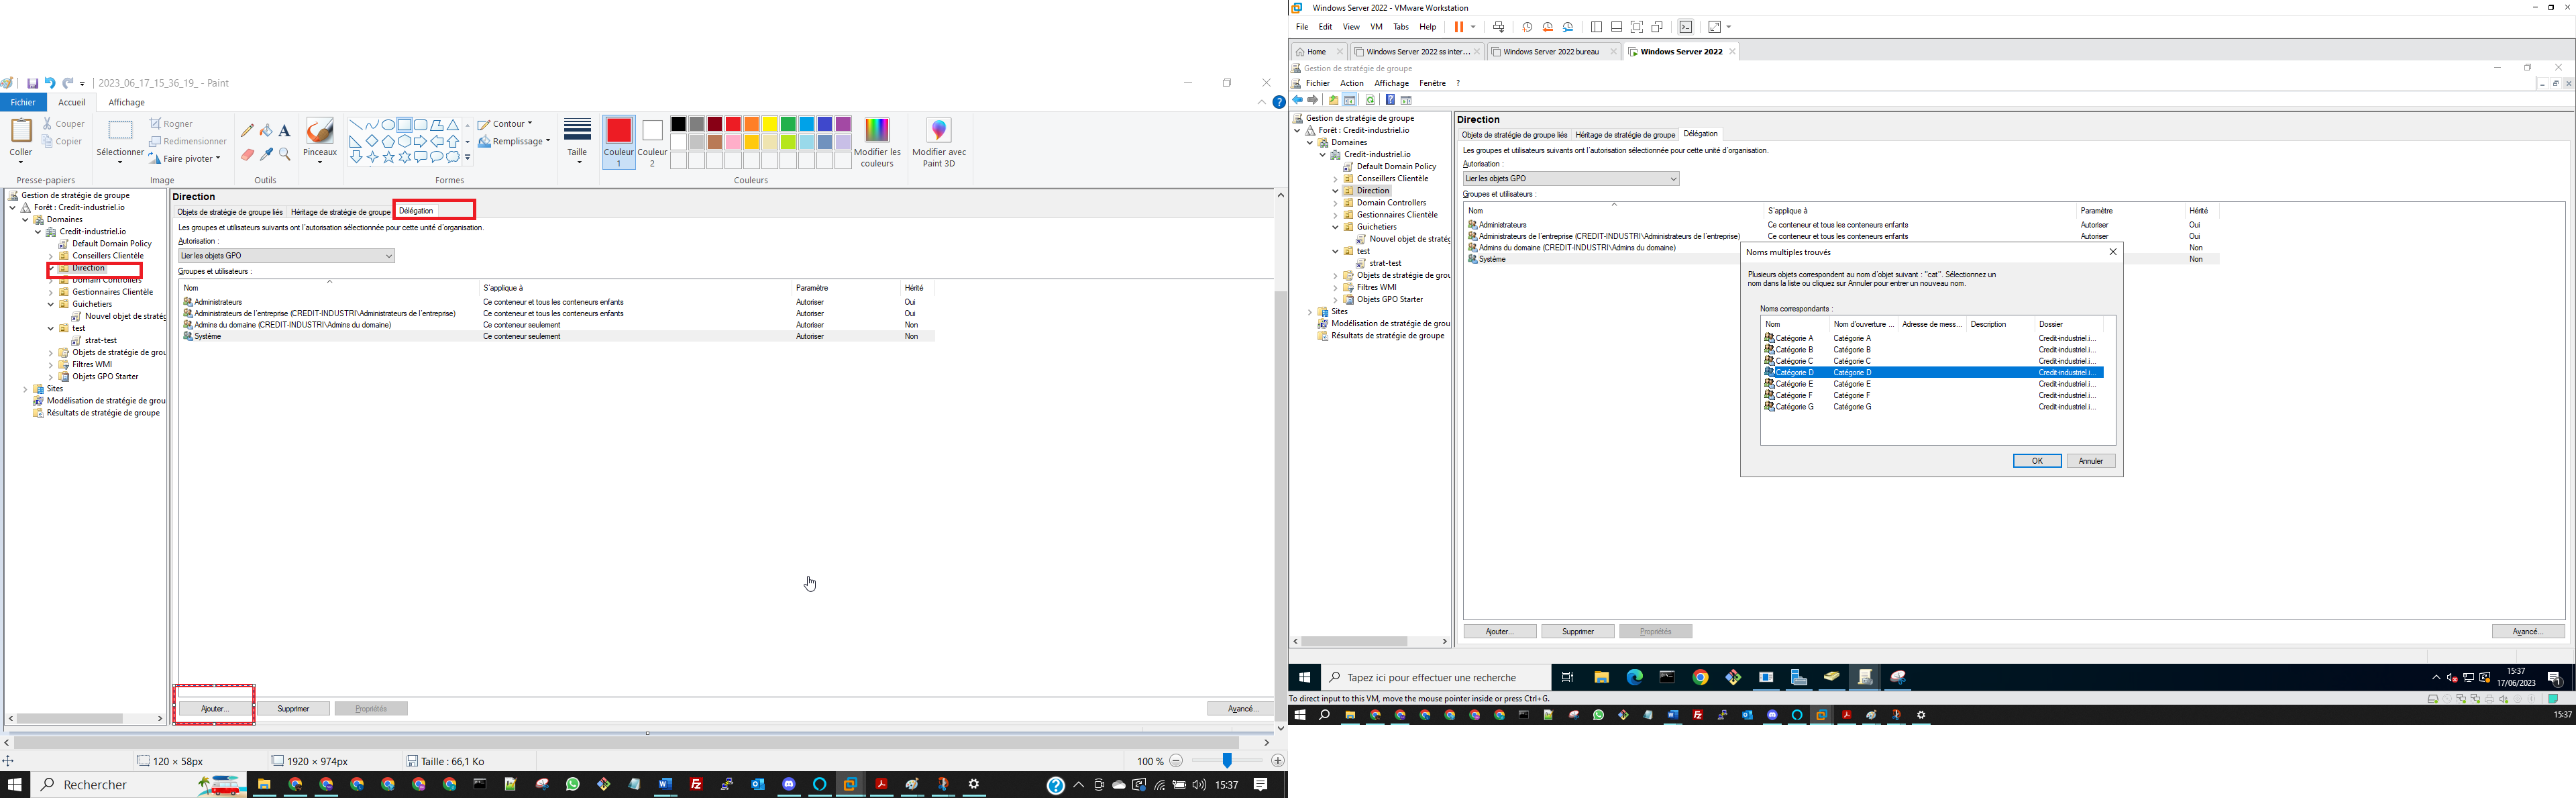 2023_06_17_15_36_19_ - Paint
Fichier Accueil Affichage
Coller
Couper
Copier
Presse-papiers
Sélectionner
Rogner
Redimensionner
Faire pivoter
Image
Outils
Pinceaux
Formes
Contour
Remplissage
Taille
Couleur 1
Couleur 2
Couleurs
Modifier les couleurs
Modifier avec Paint 3D
Gestion de stratégie de groupe
Forêt : Credit-industriel.io
Domaines
Credit-industriel.io
Default Domain Policy
Conseillers Clientèle
Direction
Domain Controllers
Gestionnaires Clientèle
Guichetiers
Nouvel objet de stratég
test
strat-test
Objets de stratégie de grou
Filtres WMI
Objets GPO Starter
Sites
Modélisation de stratégie de grou
Résultats de stratégie de groupe
Direction
Objets de stratégie de groupe liés Héritage de stratégie de groupe Délégation
Les groupes et utilisateurs suivants ont l'autorisation sélectionnée pour cette unité d'organisation.
Autorisation :
Lier les objets GPO
Groupes et utilisateurs :
Nom S'applique à Paramètre Hérité
Administrateurs Ce conteneur et tous les conteneurs enfants Autoriser Oui
Administrateurs de l'entreprise (CREDIT-INDUSTRI\Administrateurs de l'entreprise) Ce conteneur et tous les conteneurs enfants Autoriser Oui
Admins du domaine (CREDIT-INDUSTRI\Admins du domaine) Ce conteneur seulement Autoriser Non
Système Ce conteneur seulement Autoriser Non
Ajouter... Supprimer Propriétés Avancé...
120 × 58px 1920 × 974px Taille : 66,1 Ko 100 %
Rechercher 15:37
Windows Server 2022 - VMware Workstation
File Edit View VM Tabs Help
Home Windows Server 2022 ss inter... Windows Server 2022 bureau Windows Server 2022
Gestion de stratégie de groupe
Fichier Action Affichage Fenêtre ?
Gestion de stratégie de groupe
Forêt : Credit-industriel.io
Domaines
Credit-industriel.io
Default Domain Policy
Conseillers Clientèle
Direction
Domain Controllers
Gestionnaires Clientèle
Guichetiers
Nouvel objet de stratég
test
strat-test
Objets de stratégie de grou
Filtres WMI
Objets GPO Starter
Sites
Modélisation de stratégie de grou
Résultats de stratégie de groupe
Direction
Objets de stratégie de groupe liés Héritage de stratégie de groupe Délégation
Les groupes et utilisateurs suivants ont l'autorisation sélectionnée pour cette unité d'organisation.
Autorisation :
Lier les objets GPO
Groupes et utilisateurs :
Nom S'applique à Paramètre Hérité
Administrateurs Ce conteneur et tous les conteneurs enfants Autoriser Oui
Administrateurs de l'entreprise (CREDIT-INDUSTRI\Administrateurs de l'entreprise) Ce conteneur et tous les conteneurs enfants Autoriser Oui
Admins du domaine (CREDIT-INDUSTRI\Admins du domaine) Non
Système Non
Noms multiples trouvés
Plusieurs objets correspondent au nom d'objet suivant : "cat". Sélectionnez un
nom dans la liste ou cliquez sur Annuler pour entrer un nouveau nom.
Noms correspondants :
Nom Nom d'ouverture ... Adresse de mess... Description Dossier
Catégorie A Catégorie A Credit-industriel.i...
Catégorie B Catégorie B Credit-industriel.i...
Catégorie C Catégorie C Credit-industriel.i...
Catégorie D Catégorie D Credit-industriel.i...
Catégorie E Catégorie E Credit-industriel.i...
Catégorie F Catégorie F Credit-industriel.i...
Catégorie G Catégorie G Credit-industriel.i...
OK Annuler
Ajouter... Supprimer Propriétés Avancé...
Tapez ici pour effectuer une recherche
15:37
17/06/2023
To direct input to this VM, move the mouse pointer inside or press Ctrl+G.
15:37